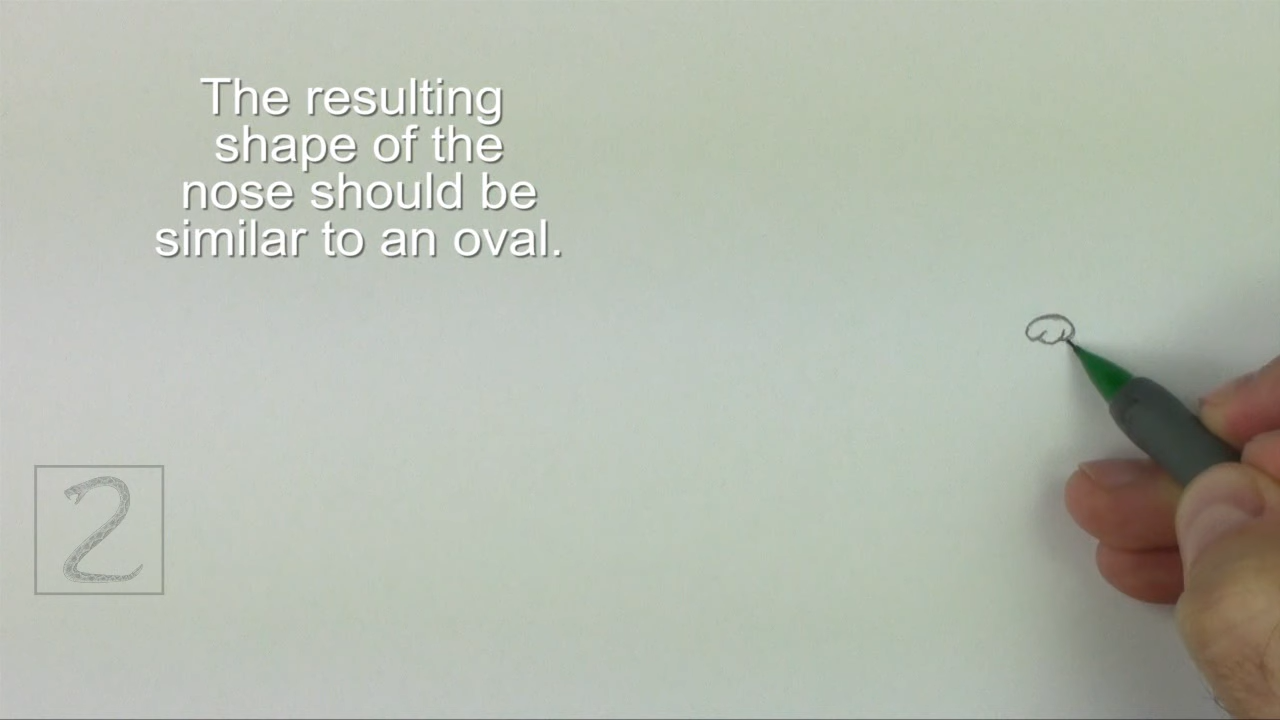 The resulting
shape of the
nose should be
similar to an oval.
2